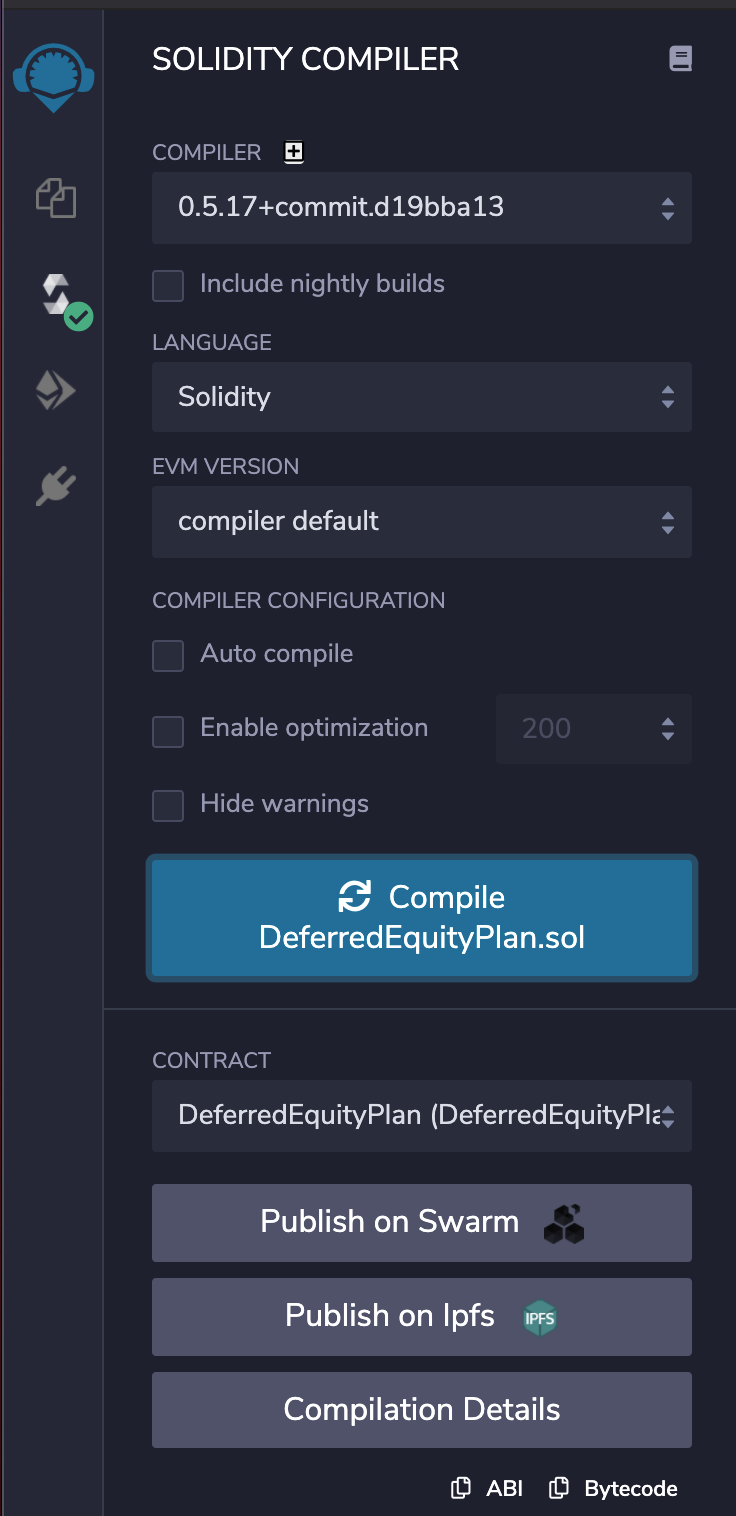 SOLIDITY COMPILER
COMPILER
0.5.17+commit.d19bba13
Include nightly builds
LANGUAGE
Solidity
EVM VERSION
compiler default
COMPILER CONFIGURATION
Auto compile
Enable optimization 200
Hide warnings
Compile
DeferredEquityPlan.sol
CONTRACT
DeferredEquityPlan (DeferredEquityPla
Publish on Swarm
Publish on Ipfs IPFS
Compilation Details
ABI Bytecode